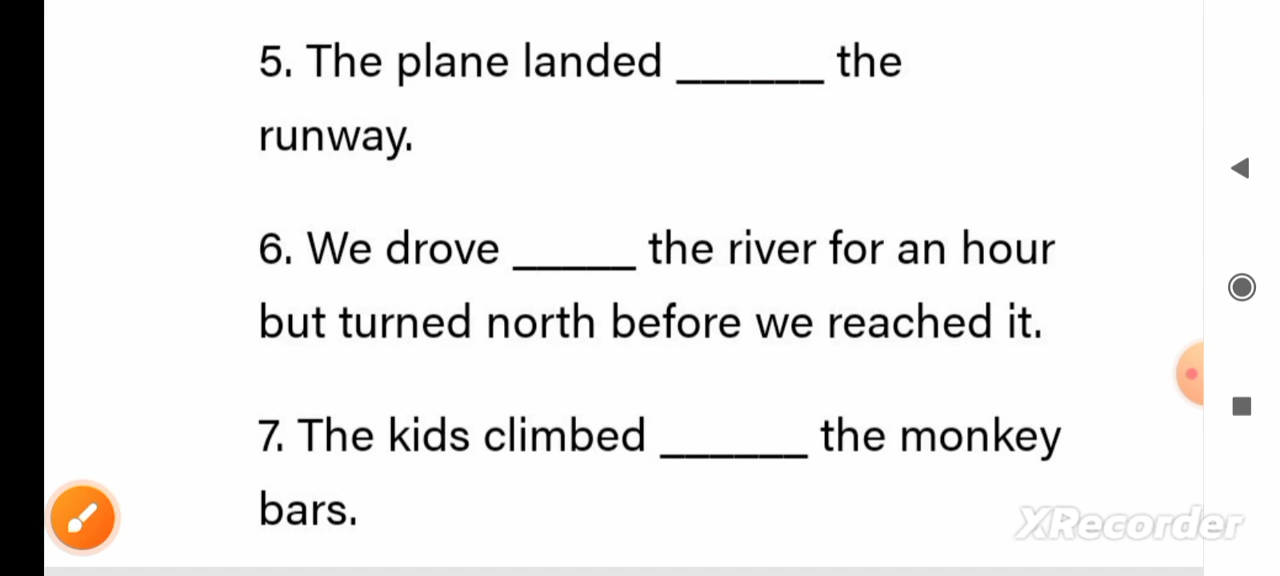 5. The plane landed ______ the
runway.
6. We drove _____ the river for an hour
but turned north before we reached it.
7. The kids climbed ______ the monkey
bars.
XRecorder